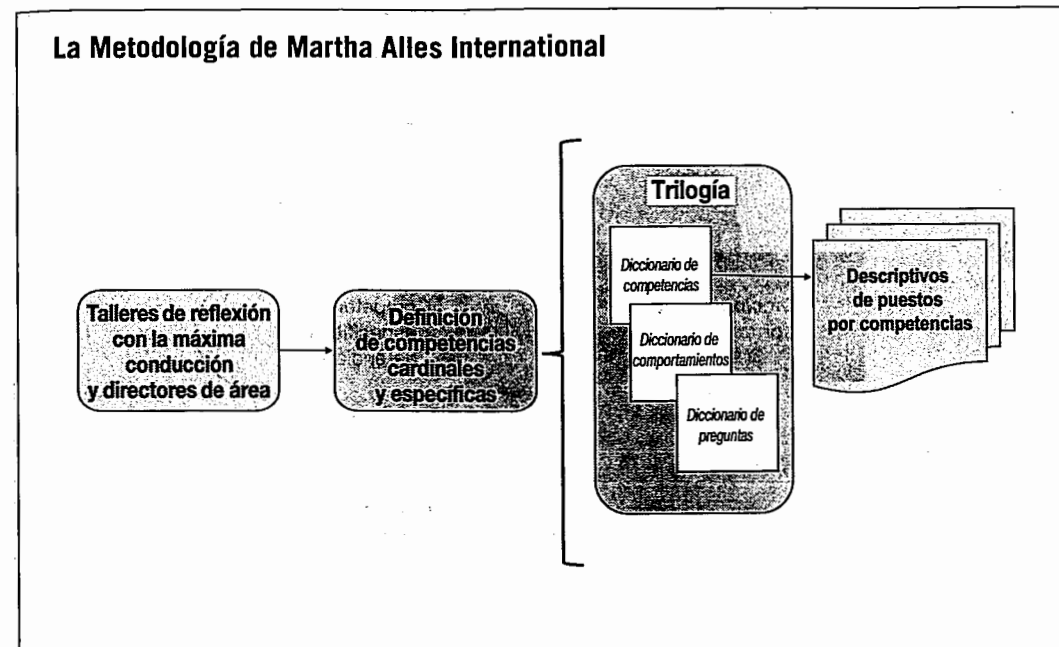 La Metodología de Martha Alles International
Talleres de reflexión
con la máxima
conducción
y directores de área
Definición
de competencias
cardinales
y específicas
Trilogía
Diccionario de
competencias
Diccionario de
comportamientos
Diccionario de
preguntas
Descriptivos
de puestos
por competencias